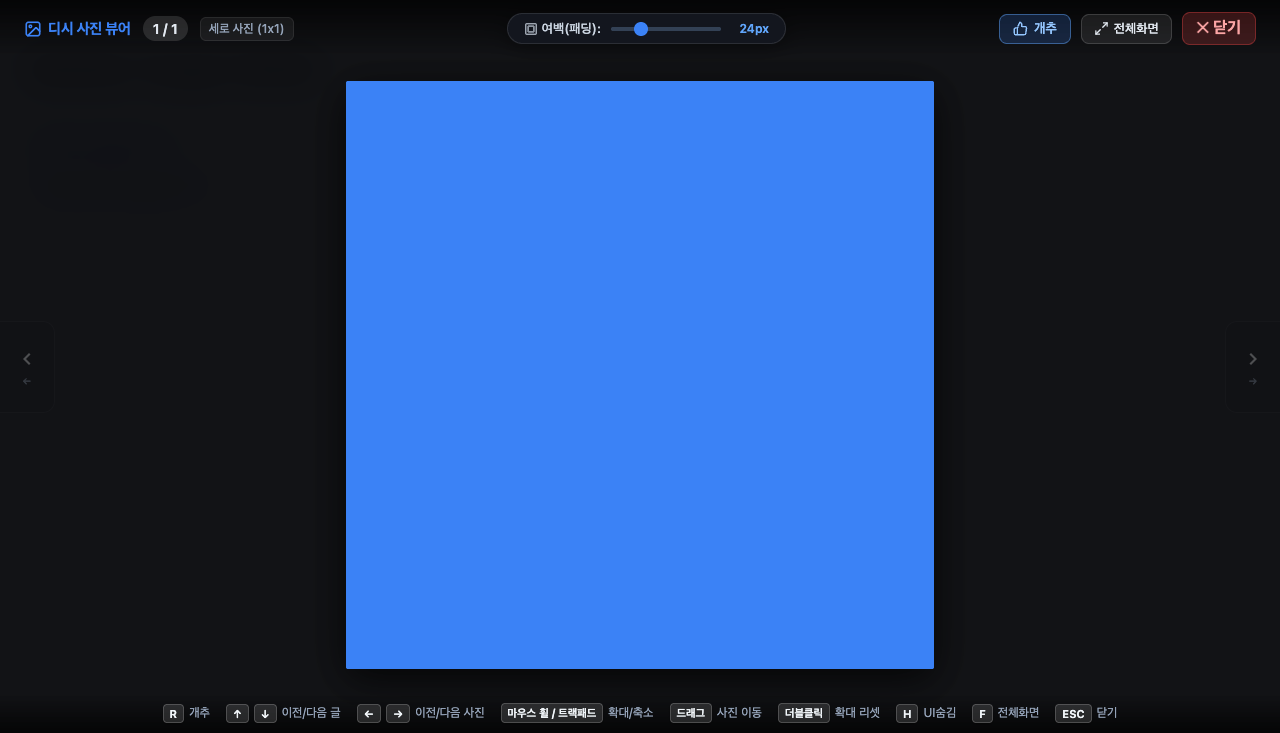 디시 사진 뷰어 1 / 1 세로 사진 (1x1) 여백(패딩): 24px 개추 전체화면 닫기
R 개추 ↑ ↓ 이전/다음 글 ← → 이전/다음 사진 마우스 휠 / 트랙패드 확대/축소 드래그 사진 이동 더블클릭 확대 리셋 H UI숨김 F 전체화면 ESC 닫기